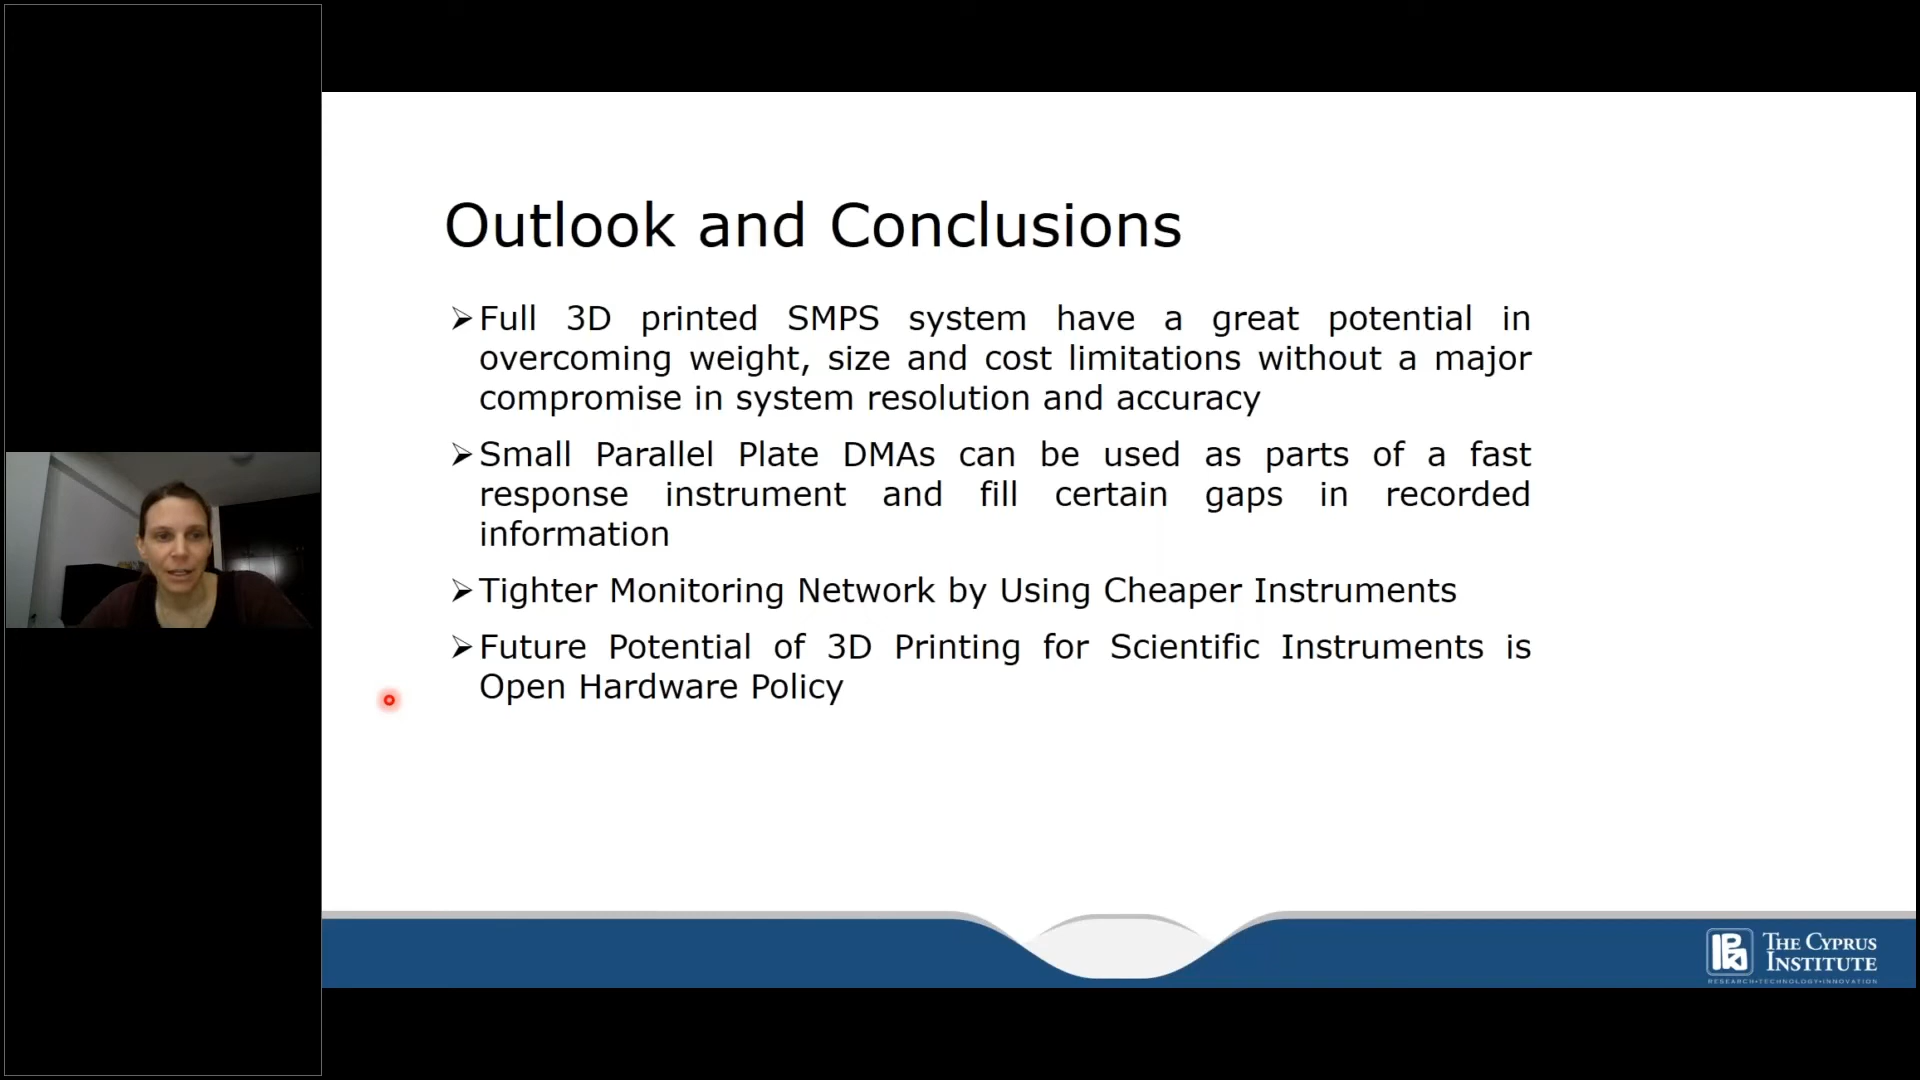 Outlook and Conclusions
Full 3D printed SMPS system have a great potential in
overcoming weight, size and cost limitations without a major
compromise in system resolution and accuracy
Small Parallel Plate DMAs can be used as parts of a fast
response instrument and fill certain gaps in recorded
information
Tighter Monitoring Network by Using Cheaper Instruments
Future Potential of 3D Printing for Scientific Instruments is
Open Hardware Policy
THE CYPRUS
INSTITUTE
RESEARCH•TECHNOLOGY•INNOVATION